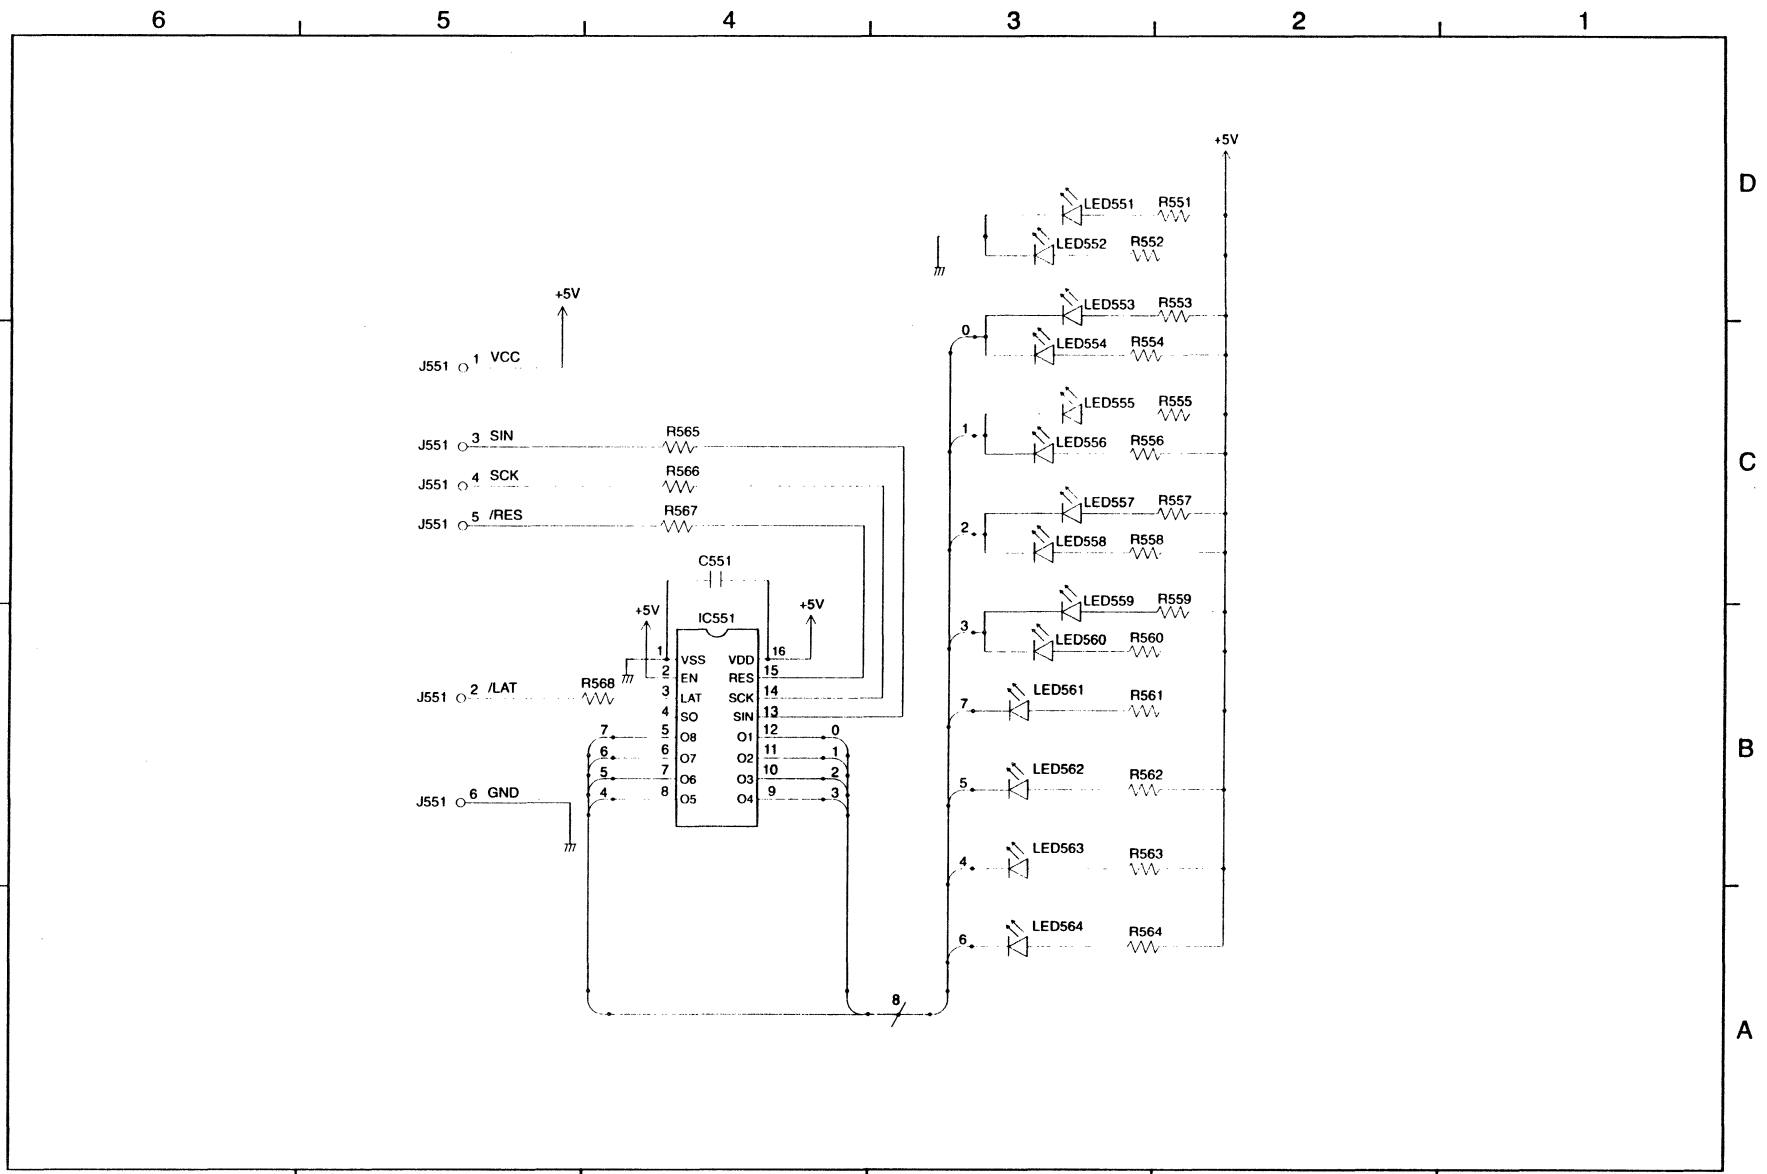 6 5 4 3 2 1
+5V
D
LED551 R551
LED552 R552
+5V
LED553 R553
0
LED554 R554
J551 1 VCC
LED555 R555
1
J551 3 SIN R565
LED556 R556
C
J551 4 SCK R566
LED557 R557
J551 5 /RES R567
2
LED558 R558
C551
LED559 R559
+5V IC551 +5V
3
LED560 R560
1 VSS VDD 16
2 EN RES 15
J551 2 /LAT R568 3 LAT SCK 14
LED561 R561
7
4 SO SIN 13
7 5 O8 O1 12 0
B
6 6 O7 O2 11 1
LED562 R562
5 7 O6 O3 10 2
5
J551 6 GND
4 8 O5 O4 9 3
LED563 R563
4
LED564 R564
6
8
A